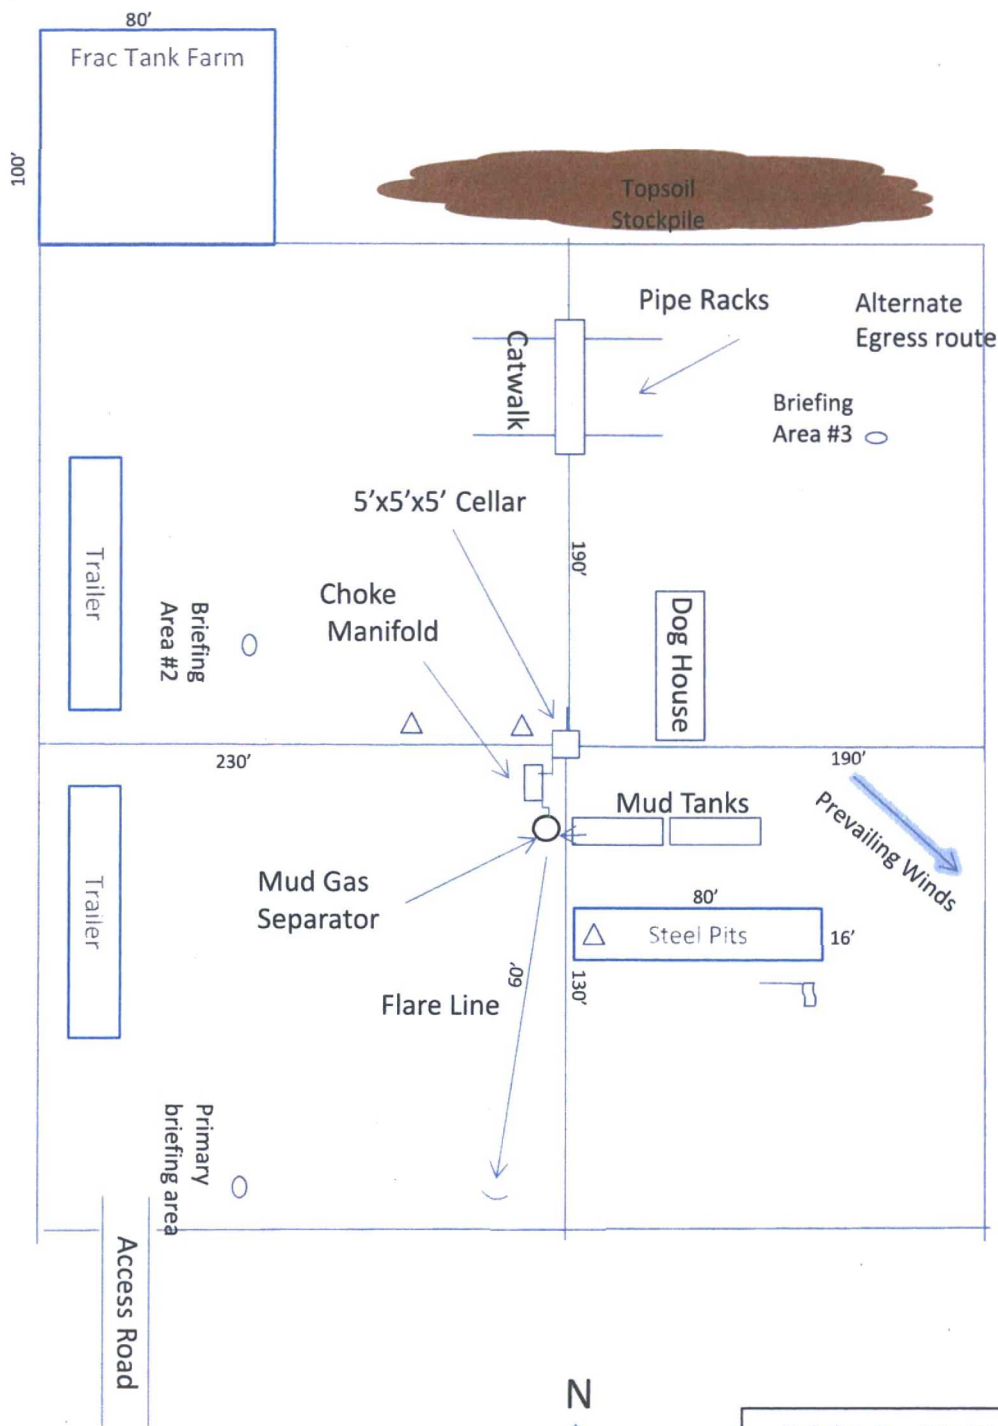 80’
Frac Tank Farm
100’
Topsoil
Stockpile
Pipe Racks
Alternate
Egress route
Catwalk
Briefing
Area #3
5’x5’x5’ Cellar
190’
Choke
Manifold
Trailer
Briefing
Area #2
Dog House
230’
190’
Mud Tanks
Prevailing Winds
Mud Gas
Separator
Trailer
80’
Steel Pits
16’
60’
130’
Flare Line
Primary
briefing area
Access Road
N